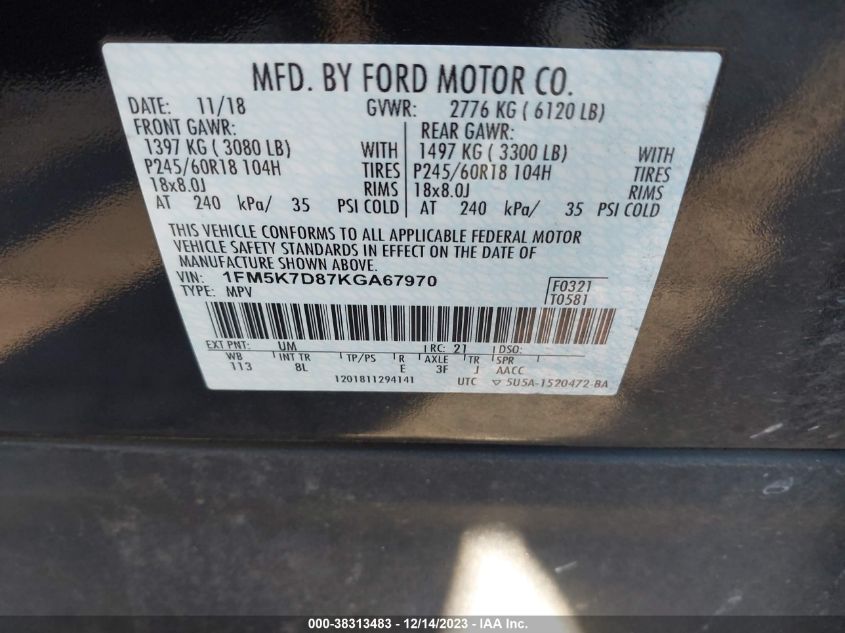 MFD. BY FORD MOTOR CO.
DATE: 11/18 GVWR: 2776 KG ( 6120 LB)
FRONT GAWR: REAR GAWR:
1397 KG ( 3080 LB) WITH 1497 KG ( 3300 LB) WITH
P245/60R18 104H TIRES P245/60R18 104H TIRES
18x8.0J RIMS 18x8.0J RIMS
AT 240 kPa/ 35 PSI COLD AT 240 kPa/ 35 PSI COLD
THIS VEHICLE CONFORMS TO ALL APPLICABLE FEDERAL MOTOR
VEHICLE SAFETY STANDARDS IN EFFECT ON THE DATE OF
MANUFACTURE SHOWN ABOVE.
VIN: 1FM5K7D87KGA67970 F0321
TYPE: MPV T0581
EXT PNT: UM RC: 21 DSO:
WB INT TR TP/PS R AXLE TR SPR
113 8L E 3F J AACC
1201811294141 UTC ▽ 5U5A-1520472-BA
000-38313483 - 12/14/2023 - IAA Inc.